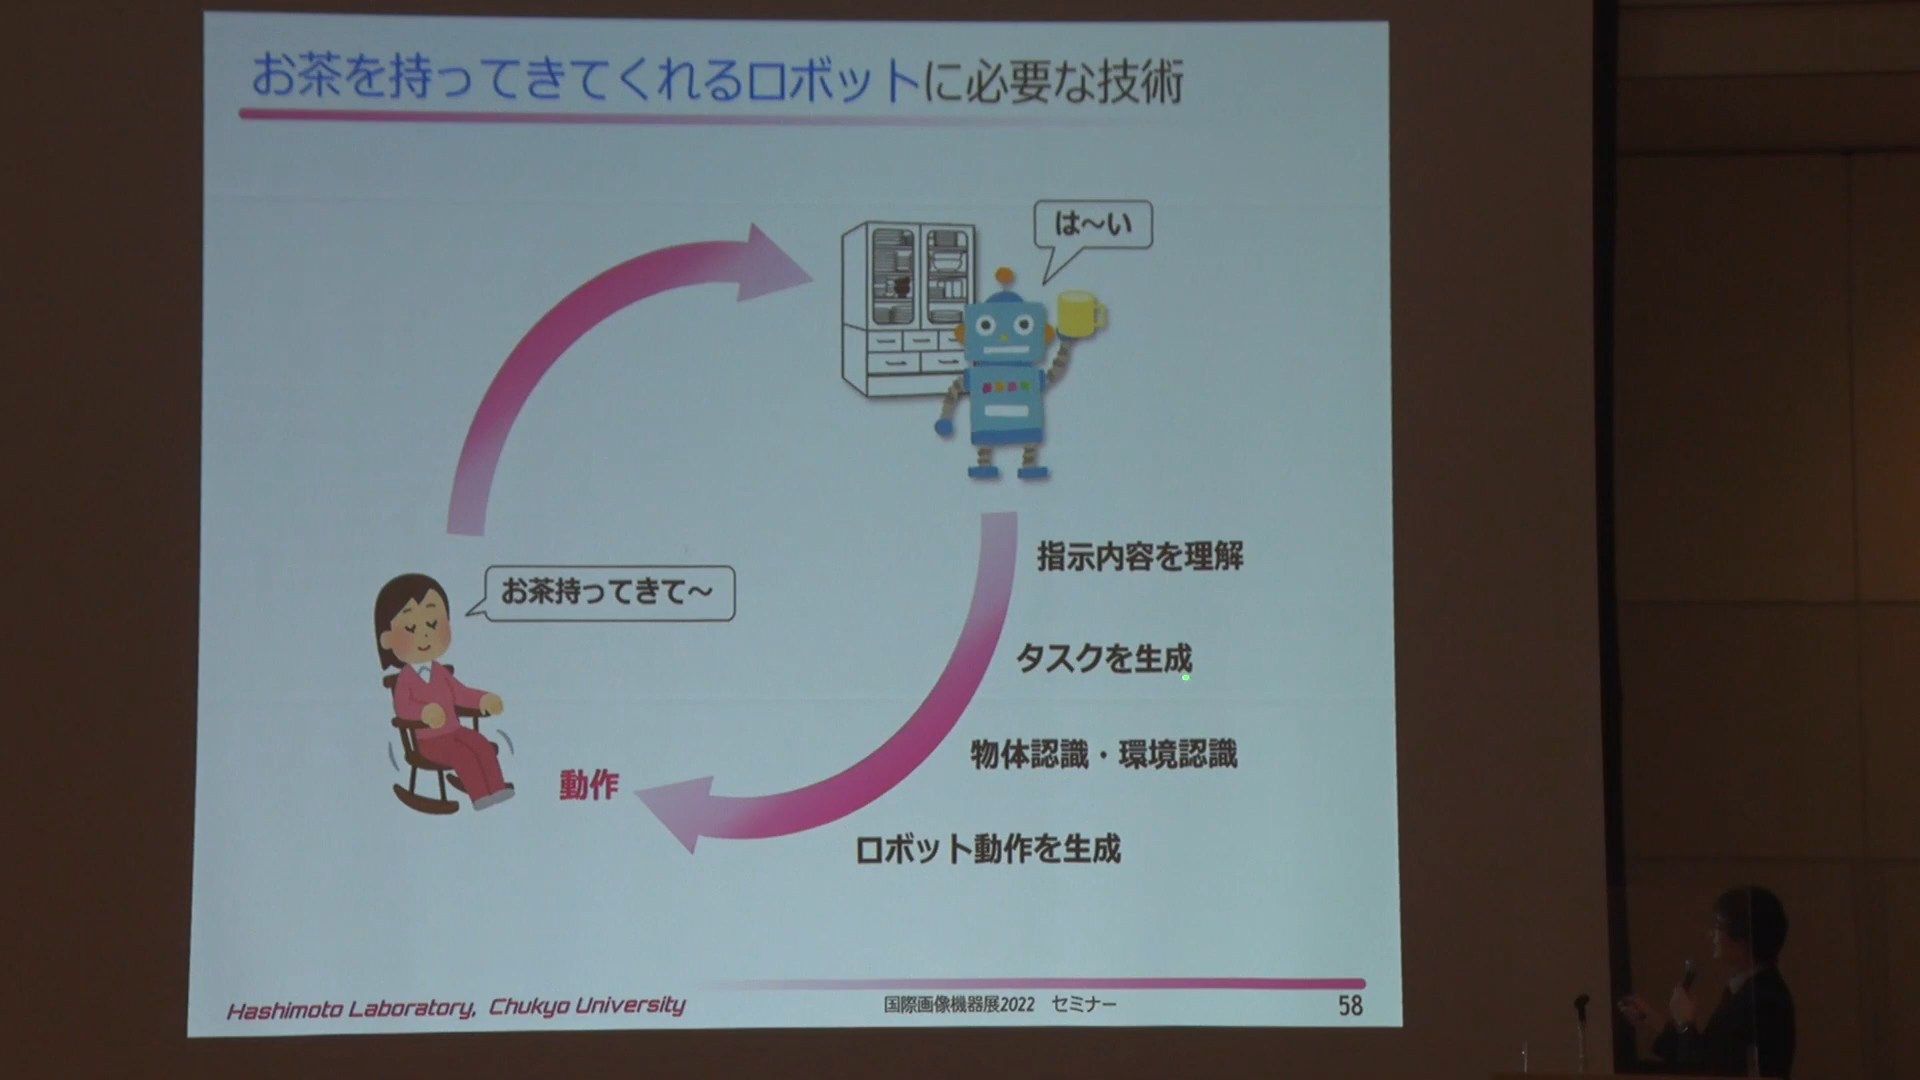 お茶を持ってきてくれるロボットに必要な技術
は～い
お茶持ってきて～
指示内容を理解
タスクを生成
物体認識・環境認識
動作
ロボット動作を生成
Hashimoto Laboratory, Chukyo University
国際画像機器展2022　セミナー
58